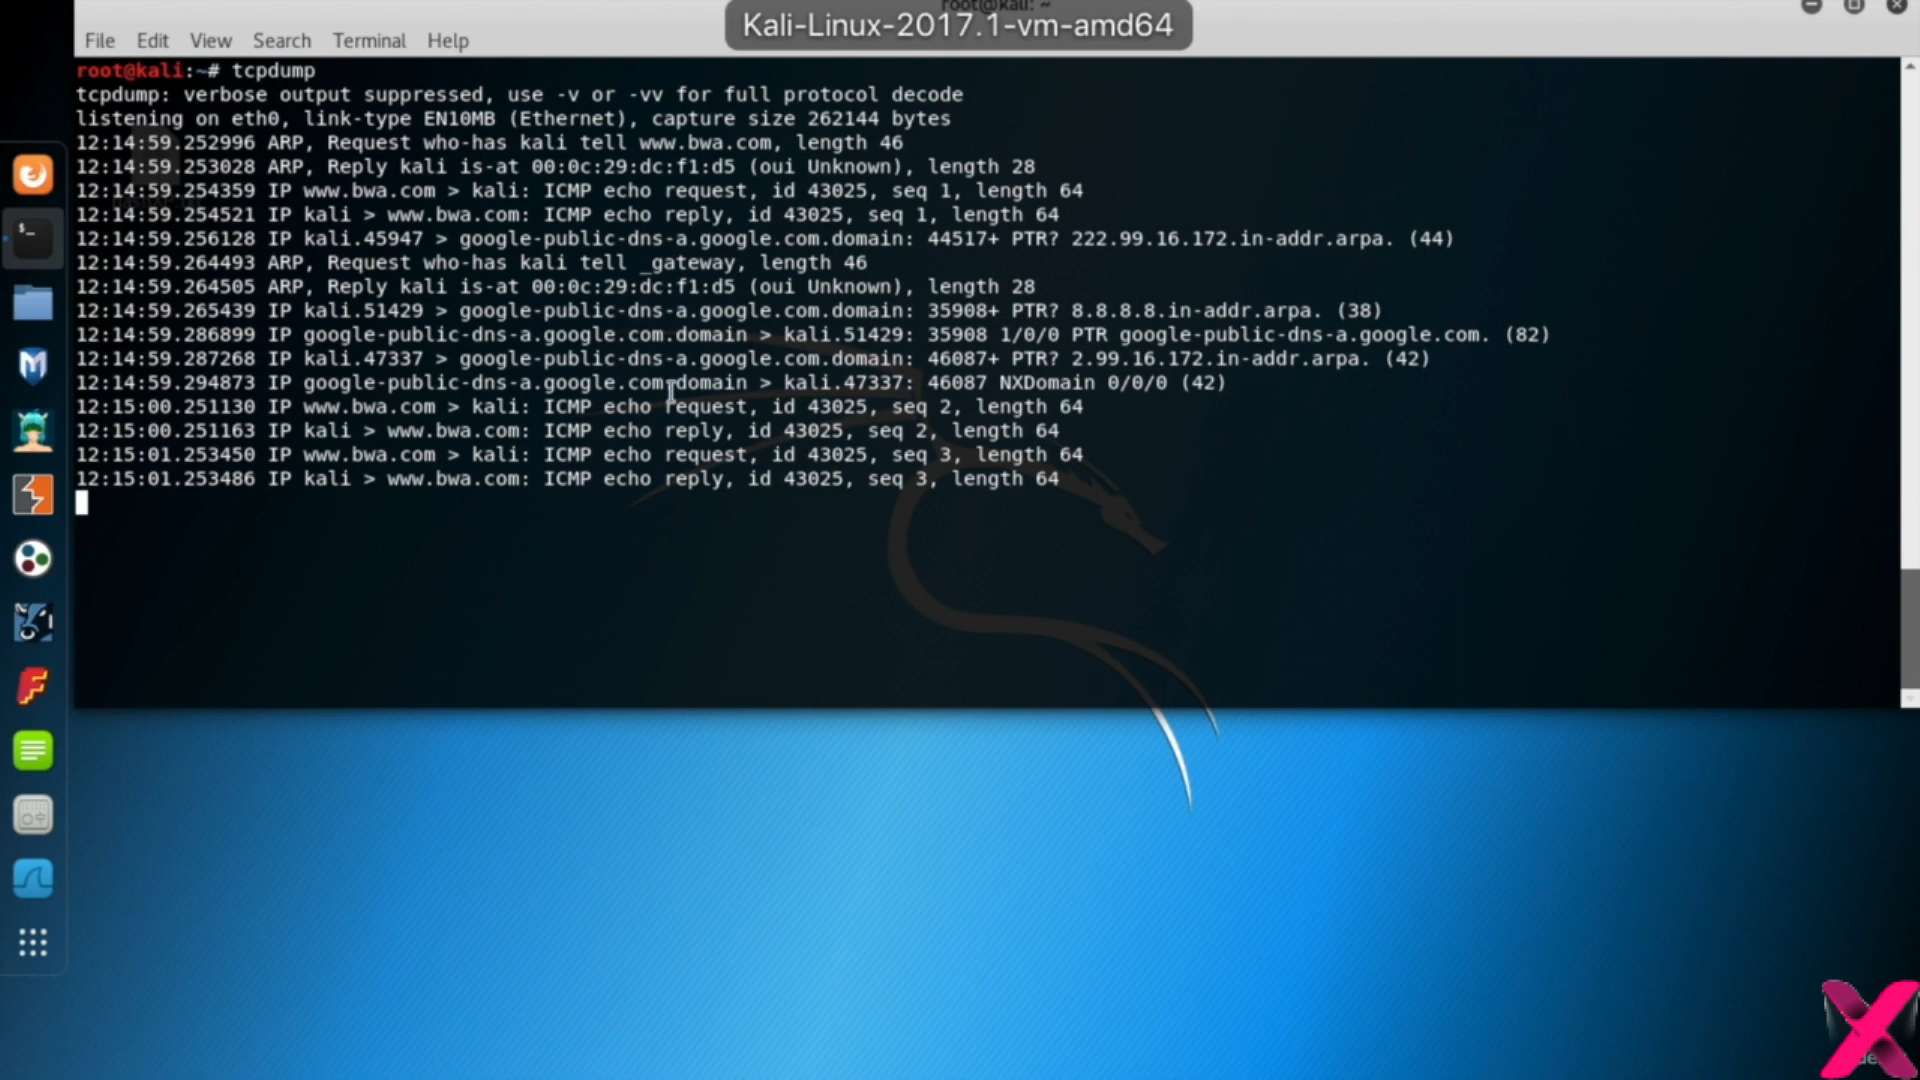 root@kali: ~
Kali-Linux-2017.1-vm-amd64
File Edit View Search Terminal Help
root@kali:~# tcpdump
tcpdump: verbose output suppressed, use -v or -vv for full protocol decode
listening on eth0, link-type EN10MB (Ethernet), capture size 262144 bytes
12:14:59.252996 ARP, Request who-has kali tell www.bwa.com, length 46
12:14:59.253028 ARP, Reply kali is-at 00:0c:29:dc:f1:d5 (oui Unknown), length 28
12:14:59.254359 IP www.bwa.com > kali: ICMP echo request, id 43025, seq 1, length 64
12:14:59.254521 IP kali > www.bwa.com: ICMP echo reply, id 43025, seq 1, length 64
12:14:59.256128 IP kali.45947 > google-public-dns-a.google.com.domain: 44517+ PTR? 222.99.16.172.in-addr.arpa. (44)
12:14:59.264493 ARP, Request who-has kali tell _gateway, length 46
12:14:59.264505 ARP, Reply kali is-at 00:0c:29:dc:f1:d5 (oui Unknown), length 28
12:14:59.265439 IP kali.51429 > google-public-dns-a.google.com.domain: 35908+ PTR? 8.8.8.8.in-addr.arpa. (38)
12:14:59.286899 IP google-public-dns-a.google.com.domain > kali.51429: 35908 1/0/0 PTR google-public-dns-a.google.com. (82)
12:14:59.287268 IP kali.47337 > google-public-dns-a.google.com.domain: 46087+ PTR? 2.99.16.172.in-addr.arpa. (42)
12:14:59.294873 IP google-public-dns-a.google.com.domain > kali.47337: 46087 NXDomain 0/0/0 (42)
12:15:00.251130 IP www.bwa.com > kali: ICMP echo request, id 43025, seq 2, length 64
12:15:00.251163 IP kali > www.bwa.com: ICMP echo reply, id 43025, seq 2, length 64
12:15:01.253450 IP www.bwa.com > kali: ICMP echo request, id 43025, seq 3, length 64
12:15:01.253486 IP kali > www.bwa.com: ICMP echo reply, id 43025, seq 3, length 64